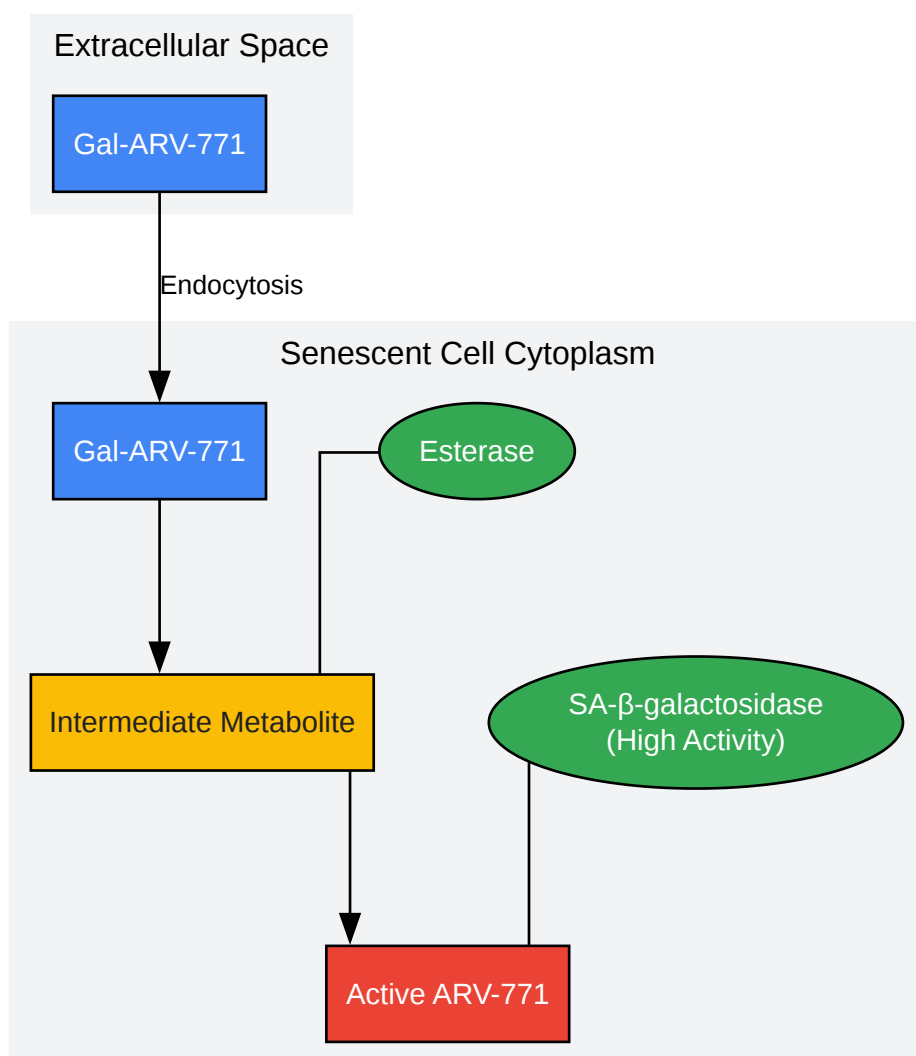 Extracellular Space
Gal-ARV-771
Endocytosis
Senescent Cell Cytoplasm
Gal-ARV-771
Esterase
Intermediate Metabolite
SA-β-galactosidase
(High Activity)
Active ARV-771